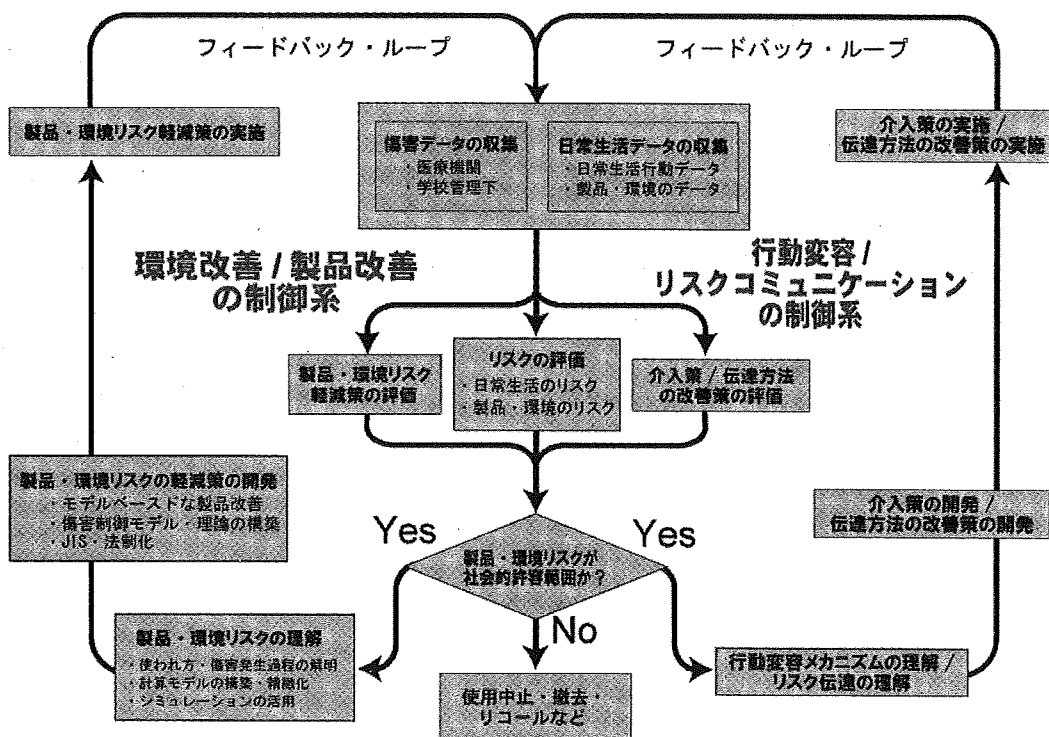 フィードバック・ループ
フィードバック・ループ
製品・環境リスク軽減策の実施
傷害データの収集
・医療機関
・学校管理下
日常生活データの収集
・日常生活行動データ
・製品・環境のデータ
介入策の実施 /
伝達方法の改善策の実施
環境改善 / 製品改善
の制御系
行動変容 /
リスクコミュニケーション
の制御系
製品・環境リスク
軽減策の評価
リスクの評価
・日常生活のリスク
・製品・環境のリスク
介入策 / 伝達方法
の改善策の評価
製品・環境リスクの軽減策の開発
・モデルベースドな製品改善
・傷害制御モデル・理論の構築
・JIS・法制化
介入策の開発 /
伝達方法の改善策の開発
Yes
Yes
製品・環境リスクが
社会的許容範囲か？
No
製品・環境リスクの理解
・使われ方・傷害発生過程の解明
・計算モデルの構築・精緻化
・シミュレーションの活用
使用中止・撤去・
リコールなど
行動変容メカニズムの理解 /
リスク伝達の理解